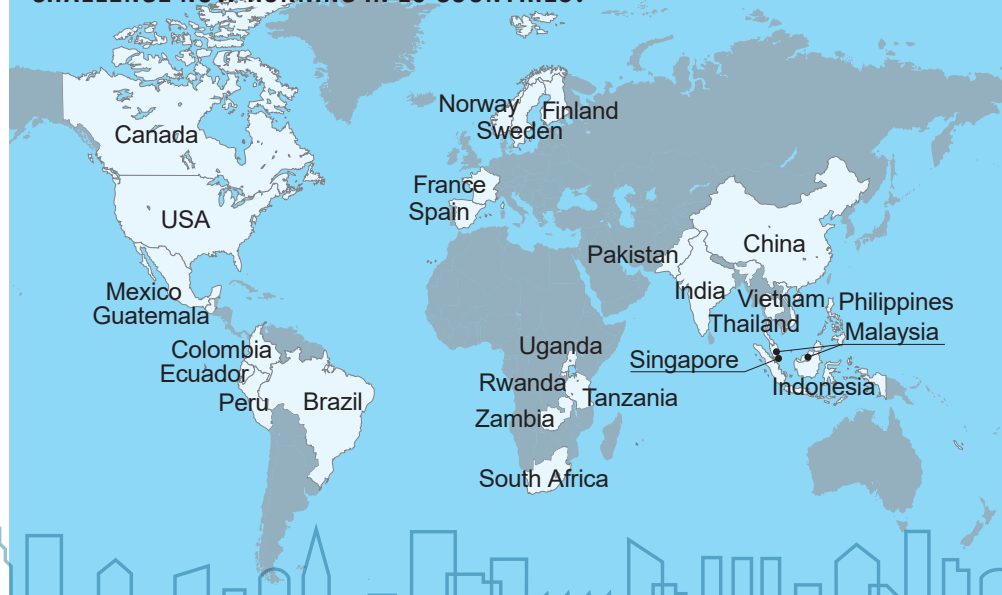 Canada
USA
Mexico
Guatemala
Colombia
Ecuador
Peru
Brazil
Norway
Finland
Sweden
France
Spain
Uganda
Rwanda
Tanzania
Zambia
South Africa
Pakistan
China
India
Vietnam
Philippines
Thailand
Malaysia
Singapore
Indonesia